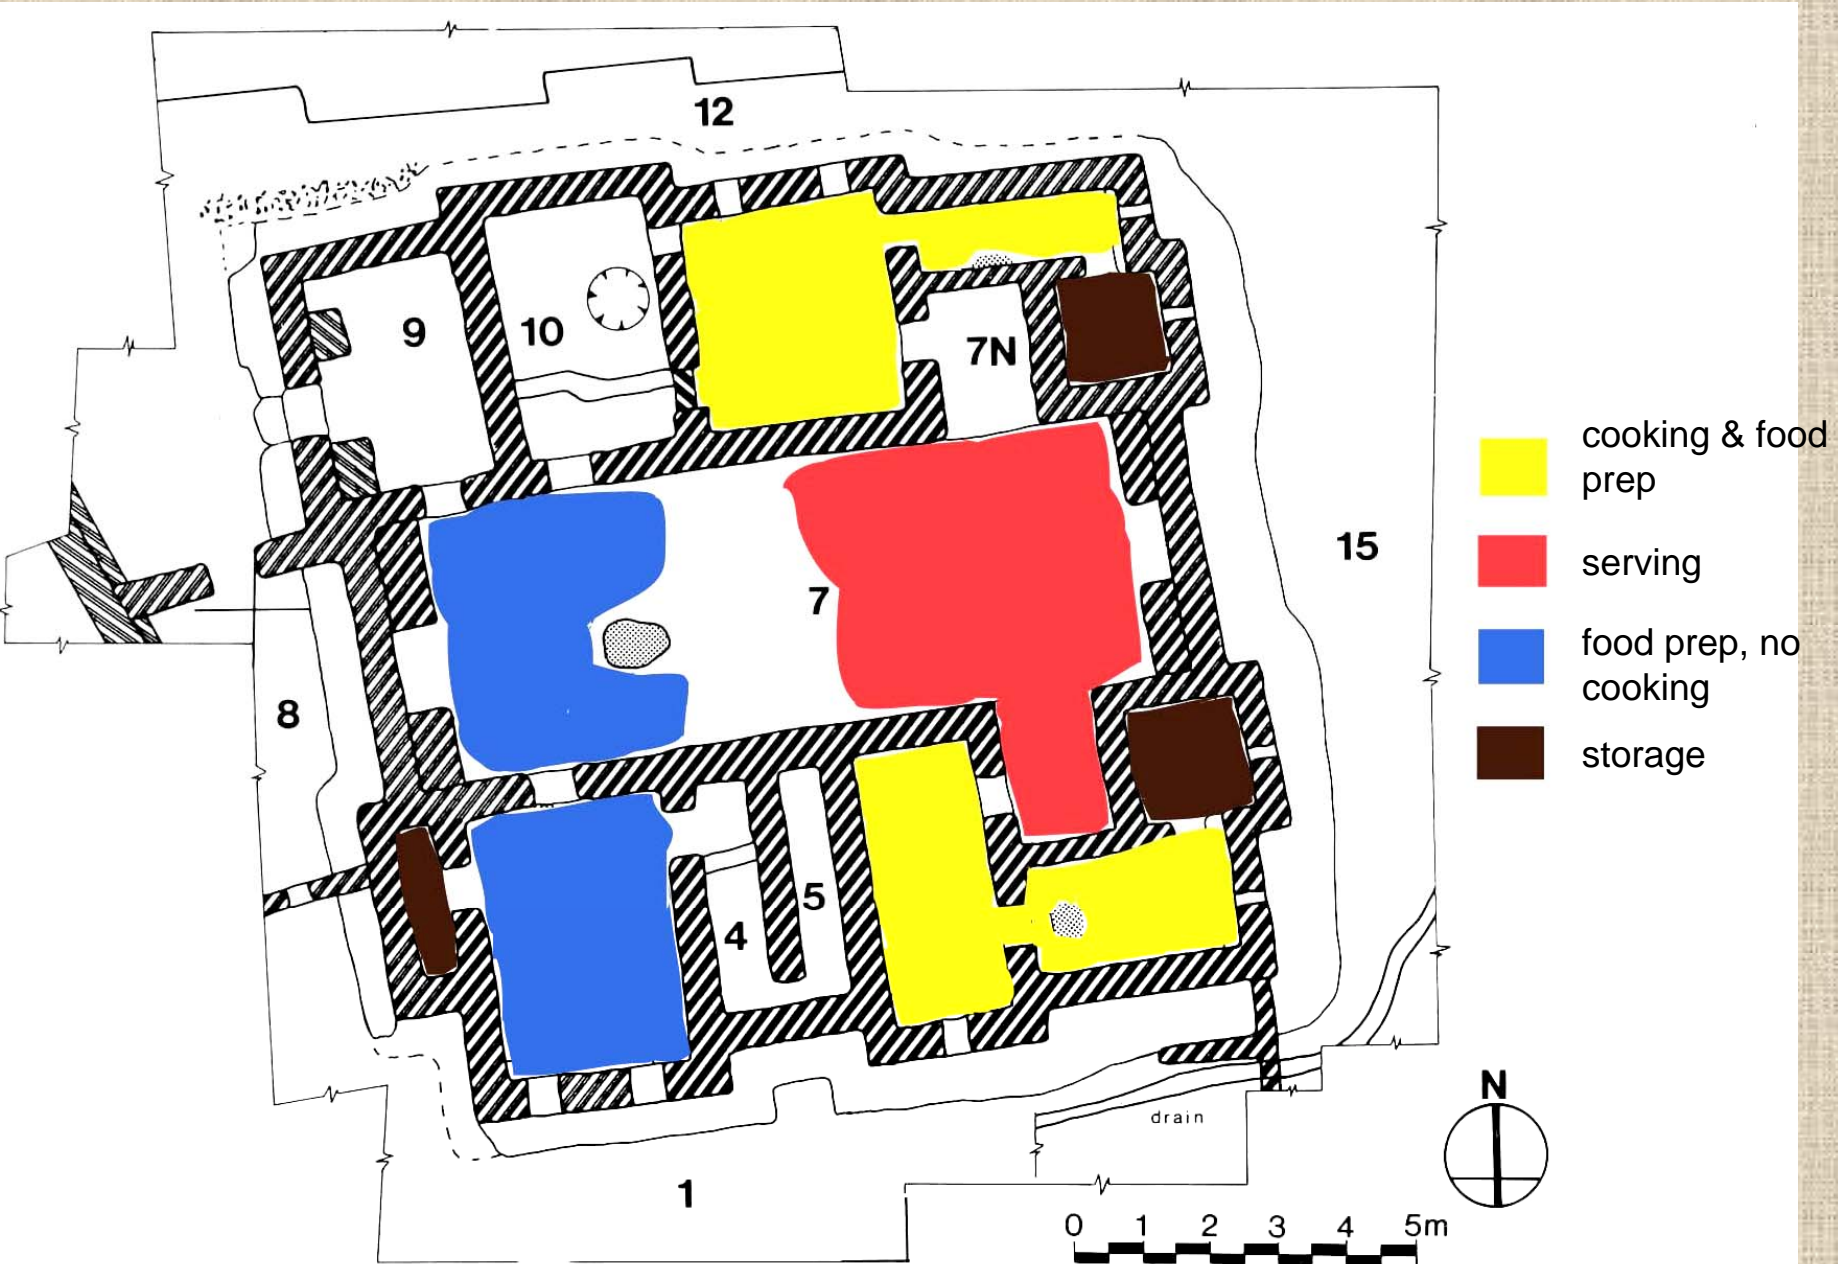 12
9
10
7N
cooking & food
prep
15
serving
7
food prep, no
cooking
8
storage
5
4
N
drain
1
0 1 2 3 4 5m